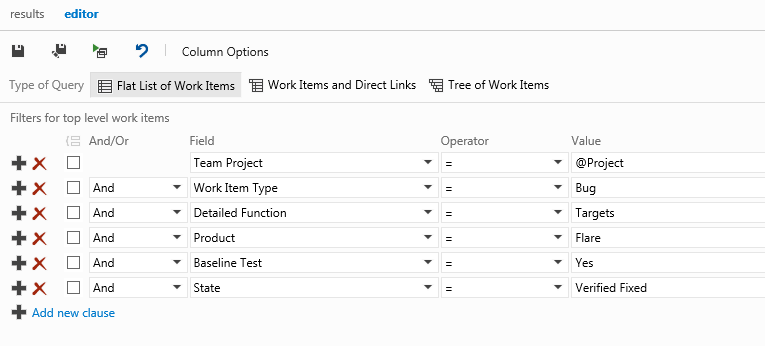 results editor
Column Options
Type of Query Flat List of Work Items Work Items and Direct Links Tree of Work Items
Filters for top level work items
And/Or Field Operator Value
Team Project = @Project
And Work Item Type = Bug
And Detailed Function = Targets
And Product = Flare
And Baseline Test = Yes
And State = Verified Fixed
Add new clause